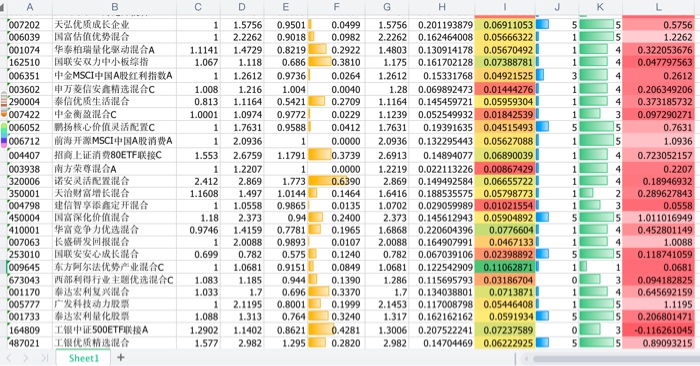 A B C D E F G H I J K L
007202 天弘优质成长企业 1 1.5756 0.9501 0.0499 1.5756 0.201193879 0.06911053 5 5 0.5756
006039 国富估值优势混合 1 2.2262 0.9018 0.0982 2.2262 0.162464008 0.05666322 1 5 1.2262
001074 华泰柏瑞量化驱动混合A 1.1141 1.4729 0.8219 0.2922 1.4803 0.130914178 0.05670492 1 4 0.322053676
162510 国联安双力中小板综指 1.067 1.118 0.686 0.3810 1.175 0.161702128 0.07388781 1 4 0.047797563
006351 中金MSCI中国A股红利指数A 1 1.2612 0.9736 0.0264 1.2612 0.15331768 0.04921525 3 4 0.2612
003602 申万菱信安鑫精选混合C 1.008 1.216 1.004 0.0040 1.28 0.069892473 0.01444276 1 4 0.206349206
290004 泰信优质生活混合 0.813 1.1164 0.5421 0.2709 1.1164 0.145459721 0.05959304 1 4 0.373185732
007422 中金衡盈混合C 1.0001 1.0974 0.9772 0.0229 1.1239 0.052549932 0.01842539 1 4 0.097290271
006052 鹏扬核心价值灵活配置C 1 1.7631 0.9588 0.0412 1.7631 0.19391635 0.04515493 5 5 0.7631
006712 前海开源MSCI中国A股消费A 1 2.0936 1 0.0000 2.0936 0.132295443 0.05627088 1 5 1.0936
004407 招商上证消费80ETF联接C 1.553 2.6759 1.1791 0.3739 2.6913 0.14894077 0.06890039 1 4 0.723052157
003938 南方荣尊混合A 1 1.2207 1 0.0000 1.2219 0.022113226 0.00867429 1 4 0.2207
320006 诺安灵活配置混合 2.412 2.869 1.773 0.6390 2.869 0.149942584 0.06655722 1 4 0.18946932
350001 天治财富增长混合 1.1608 1.497 1.0144 0.1464 1.6416 0.188535575 0.05798773 1 2 0.289627843
004798 建信智享添鑫定开混合 1 1.0558 0.9865 0.0135 1.0702 0.029059989 0.01021554 1 3 0.0558
450004 国富深化价值混合 1.18 2.373 0.94 0.2400 2.373 0.145612943 0.05904892 5 5 1.011016949
410001 华富竞争力优选混合 0.9746 1.4159 0.7781 0.1965 1.6868 0.220604396 0.0776604 1 4 0.452801149
007063 长盛研发回报混合 1 2.0088 0.9893 0.0107 2.0088 0.164907991 0.0467133 1 4 1.0088
253010 国联安安心成长混合 0.699 0.782 0.575 0.1240 0.782 0.067039106 0.02398892 5 5 0.118741059
009645 东方阿尔法优势产业混合C 1 1.0681 0.9151 0.0849 1.0681 0.122542909 0.11062871 1 1 0.0681
673043 西部利得行业主题优选混合C 1.083 1.185 0.944 0.1390 1.286 0.115695793 0.03186704 0 3 0.094182825
001170 泰达宏利复兴混合 1.033 1.7 0.696 0.3370 1.7 0.134038801 0.0713871 1 4 0.645692159
005777 广发科技动力股票 1 2.1195 0.8001 0.1999 2.1453 0.117008798 0.05446408 1 5 1.1195
001733 泰达宏利量化股票 1.088 1.313 0.764 0.3240 1.317 0.162162162 0.0591934 5 5 0.206801471
164809 工银中证500ETF联接A 1.2902 1.1402 0.8621 0.4281 1.3006 0.207522241 0.07237589 0 3 -0.116261045
487021 工银优质精选混合 1.577 2.982 1.295 0.2820 2.982 0.14704469 0.06222925 5 5 0.89093215
Sheet1 +